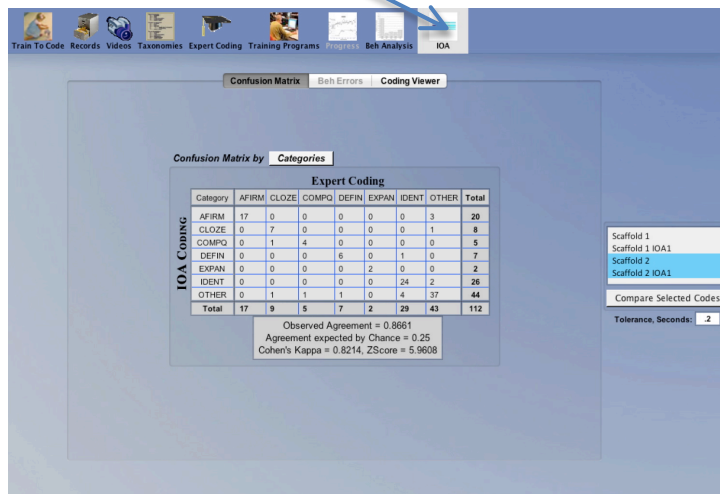 Train To Code Records Videos Taxonomies Expert Coding Training Programs Progress Beh Analysis IOA
Confusion Matrix Beh Errors Coding Viewer
Confusion Matrix by Categories
Expert Coding
IOA CODING
Category AFIRM CLOZE COMPQ DEFIN EXPAN IDENT OTHER Total
AFIRM 17 0 0 0 0 0 3 20
CLOZE 0 7 0 0 0 0 1 8
COMPQ 0 1 4 0 0 0 0 5
DEFIN 0 0 0 6 0 1 0 7
EXPAN 0 0 0 0 2 0 0 2
IDENT 0 0 0 0 0 24 2 26
OTHER 0 1 1 1 0 4 37 44
Total 17 9 5 7 2 29 43 112
Observed Agreement = 0.8661
Agreement expected by Chance = 0.25
Cohen's Kappa = 0.8214, ZScore = 5.9608
Scaffold 1
Scaffold 1 IOA1
Scaffold 2
Scaffold 2 IOA1
Compare Selected Codes
Tolerance, Seconds: .2